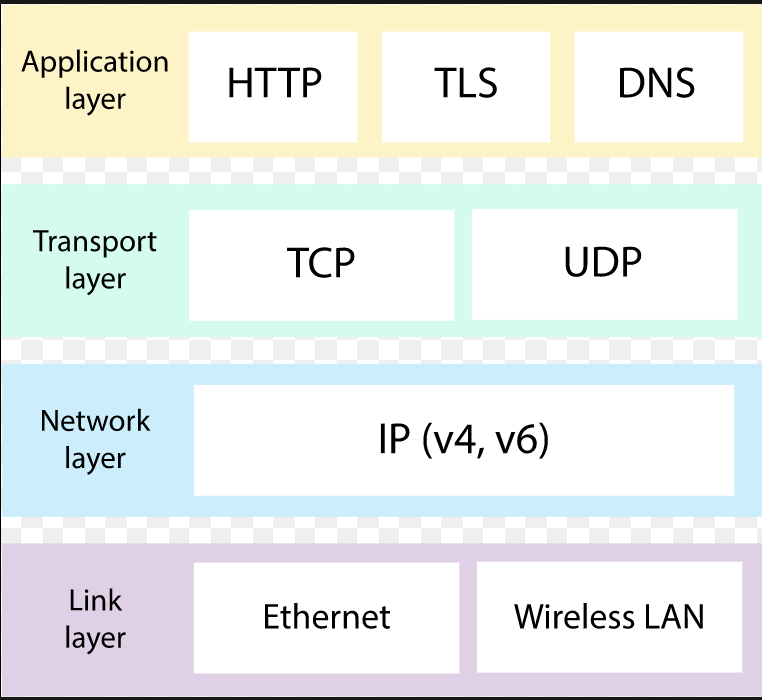 Application
layer
HTTP
TLS
DNS
Transport
layer
TCP
UDP
Network
layer
IP (v4, v6)
Link
layer
Ethernet
Wireless LAN